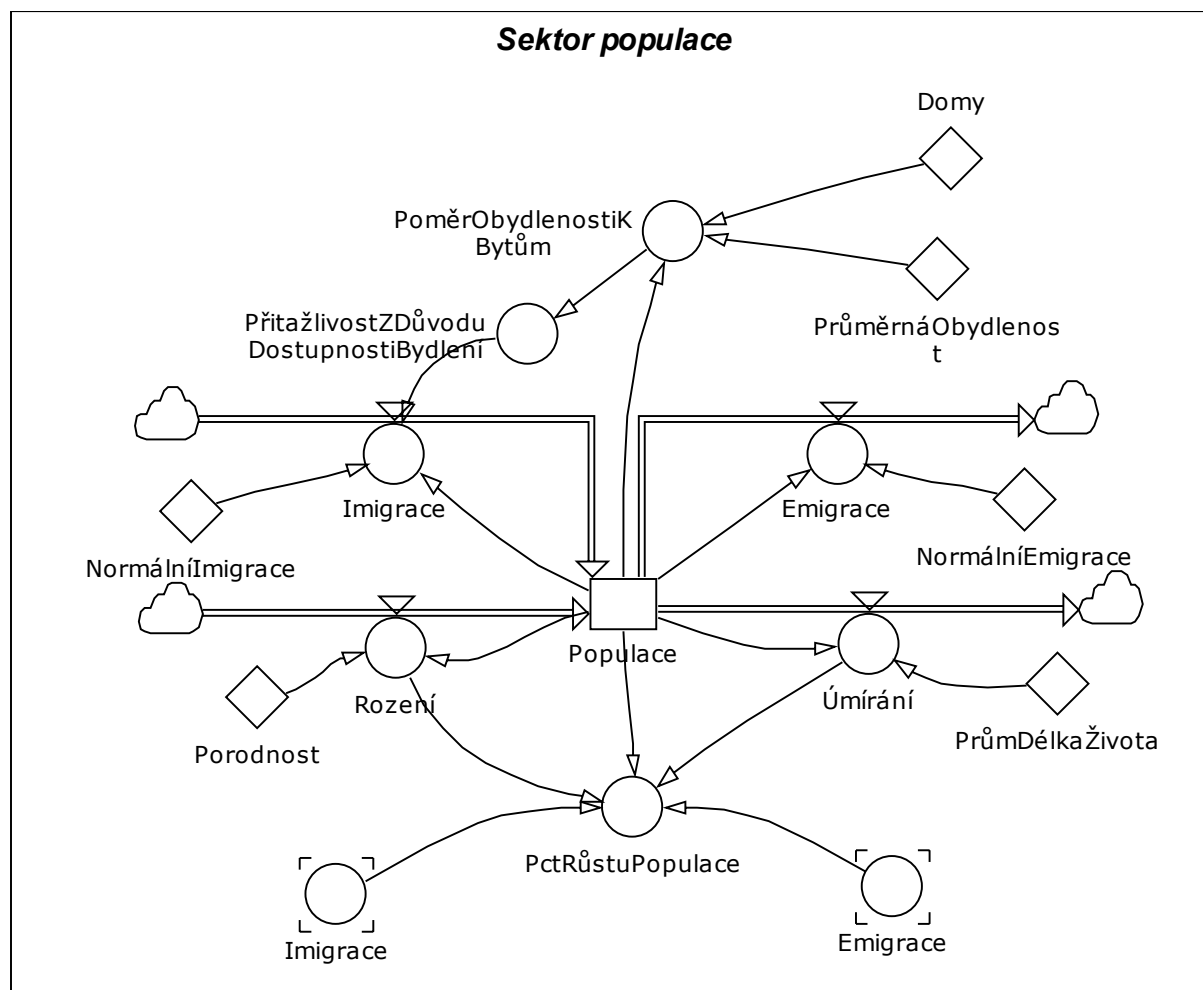 Sektor populace
Domy
PoměrObydlenostiK
Bytům
PřitažlivostZDůvodu
DostupnostiBydlení
PrůměrnáObydlenos
t
Imigrace
Emigrace
NormálníImigrace
NormálníEmigrace
Populace
Rození
Úmírání
Porodnost
PrůmDélkaŽivota
PctRůstuPopulace
Imigrace
Emigrace